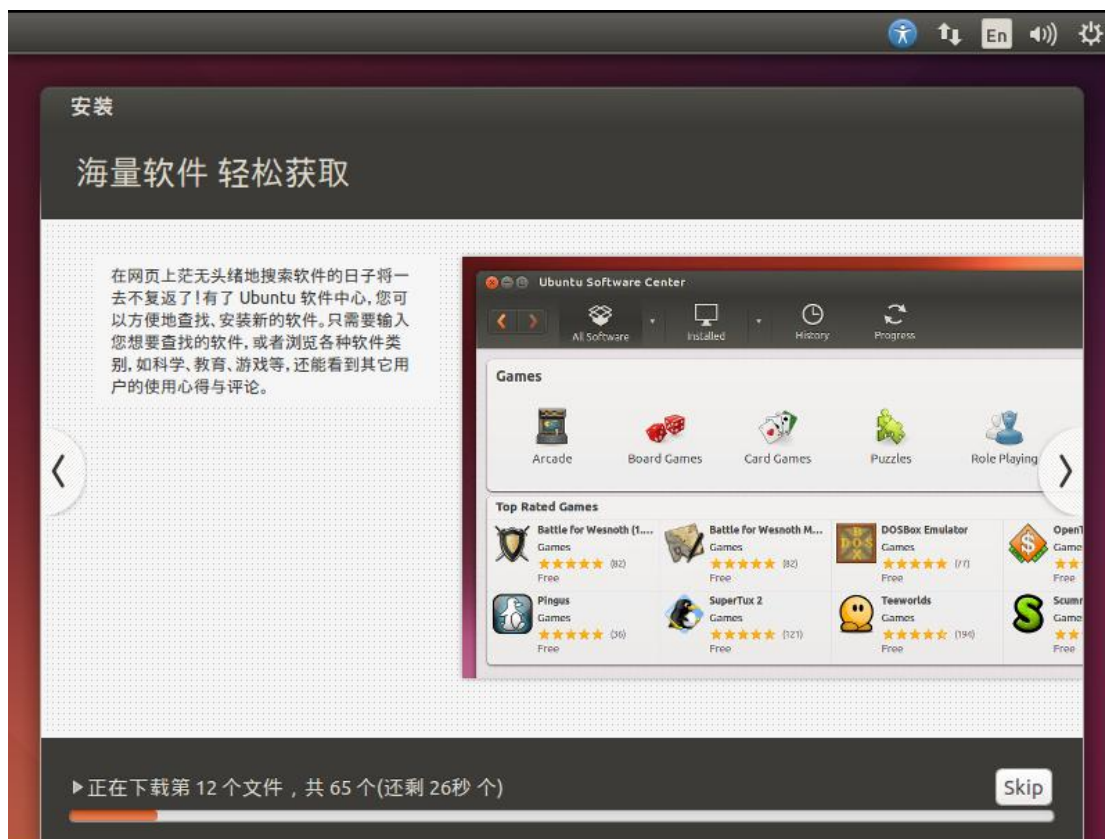 En
安装
海量软件 轻松获取
在网页上茫无头绪地搜索软件的日子将一
去不复返了!有了 Ubuntu 软件中心,您可
以方便地查找、安装新的软件。只需要输入
您想要查找的软件,或者浏览各种软件类
别,如科学、教育、游戏等,还能看到其它用
户的使用心得与评论。
Ubuntu Software Center
All Software Installed History Progress
Games
Arcade Board Games Card Games Puzzles Role Playing
Top Rated Games
Battle for Wesnoth (1.... Battle for Wesnoth M... DOSBox Emulator OpenT
Games Games Games Game
(82) (82) (77)
Free Free Free Free
Pingus SuperTux 2 Teeworlds Scumm
Games Games Games Game
(36) (121) (194)
Free Free Free Free
正在下载第 12 个文件，共 65 个(还剩 26秒 个)
Skip